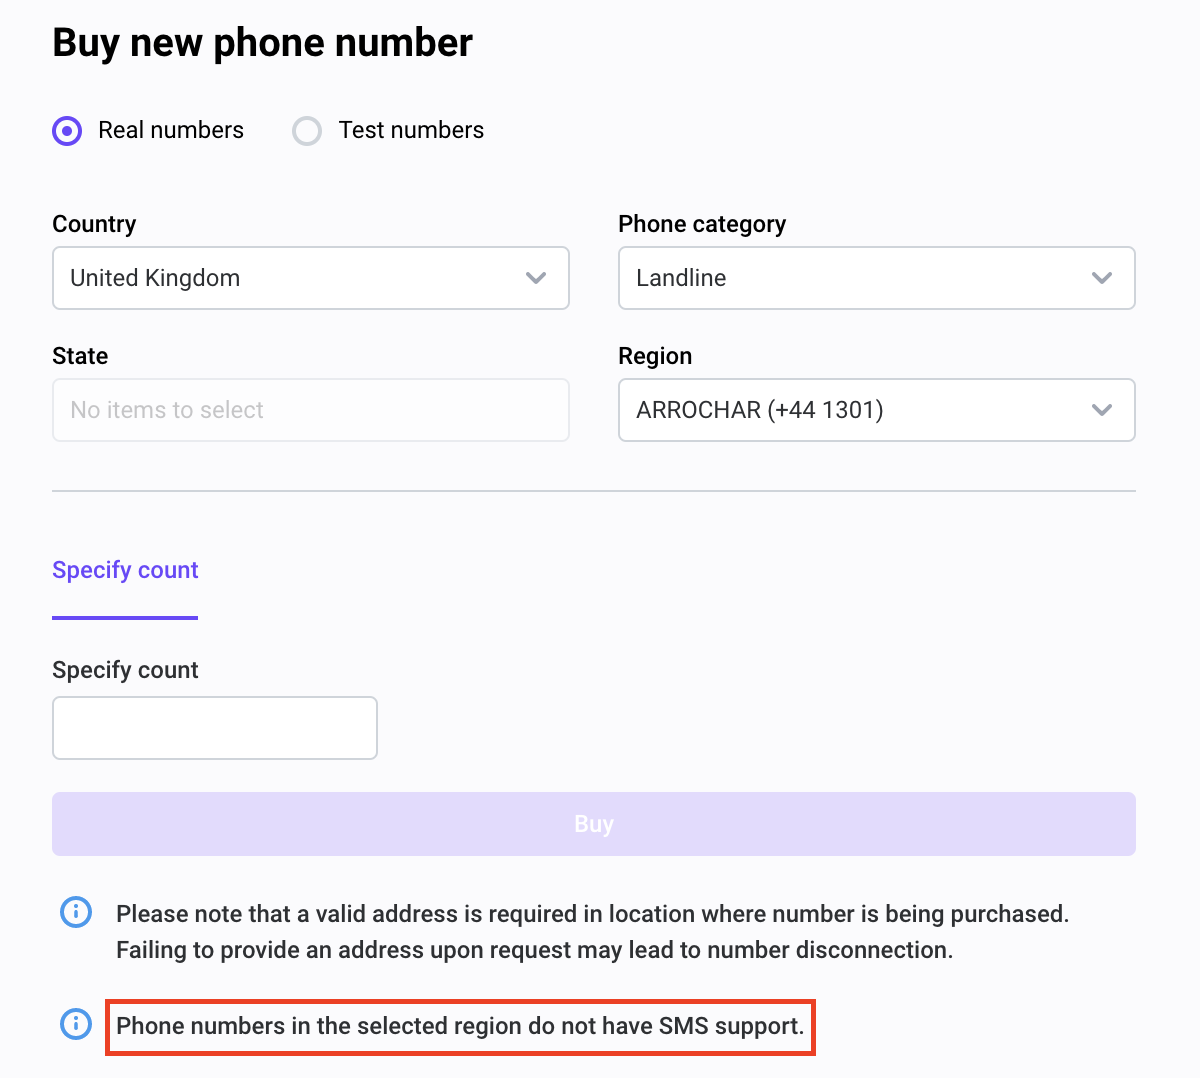 Buy new phone number
Real numbers
Test numbers
Country
Phone category
United Kingdom
Landline
State
Region
No items to select
ARROCHAR (+44 1301)
Specify count
Specify count
Buy
Please note that a valid address is required in location where number is being purchased.
Failing to provide an address upon request may lead to number disconnection.
Phone numbers in the selected region do not have SMS support.